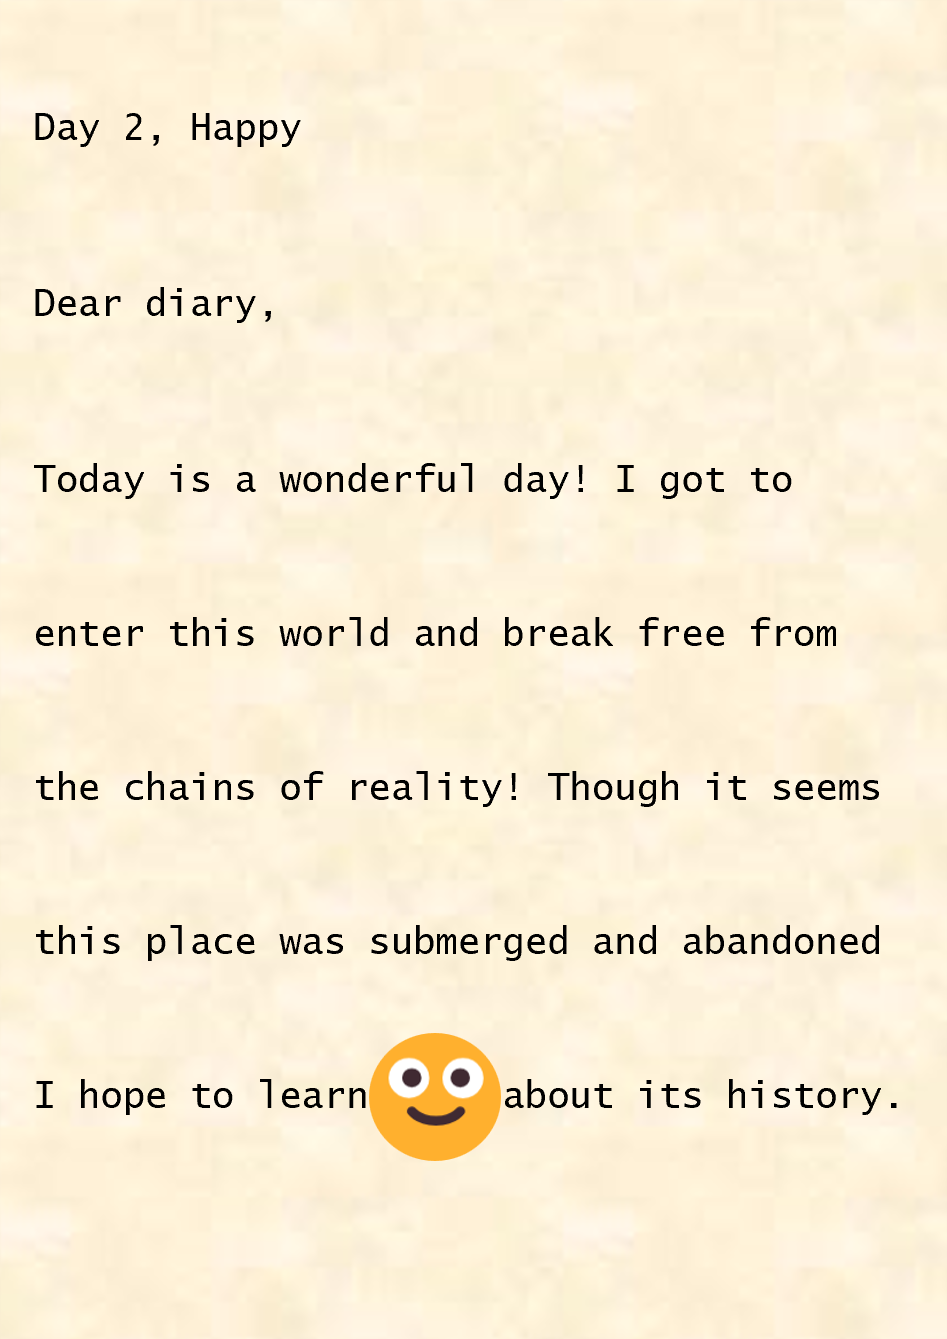 Day 2, Happy
Dear diary,
Today is a wonderful day! I got to
enter this world and break free from
the chains of reality! Though it seems
this place was submerged and abandoned
I hope to learn about its history.